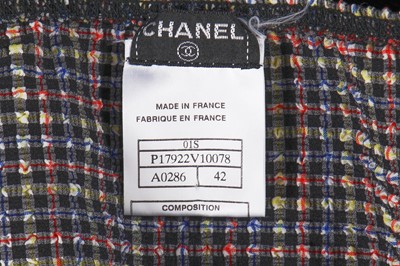 CHANEL
MADE IN FRANCE
FABRIQUE EN FRANCE
01S
P17922V10078
A0286 42
COMPOSITION